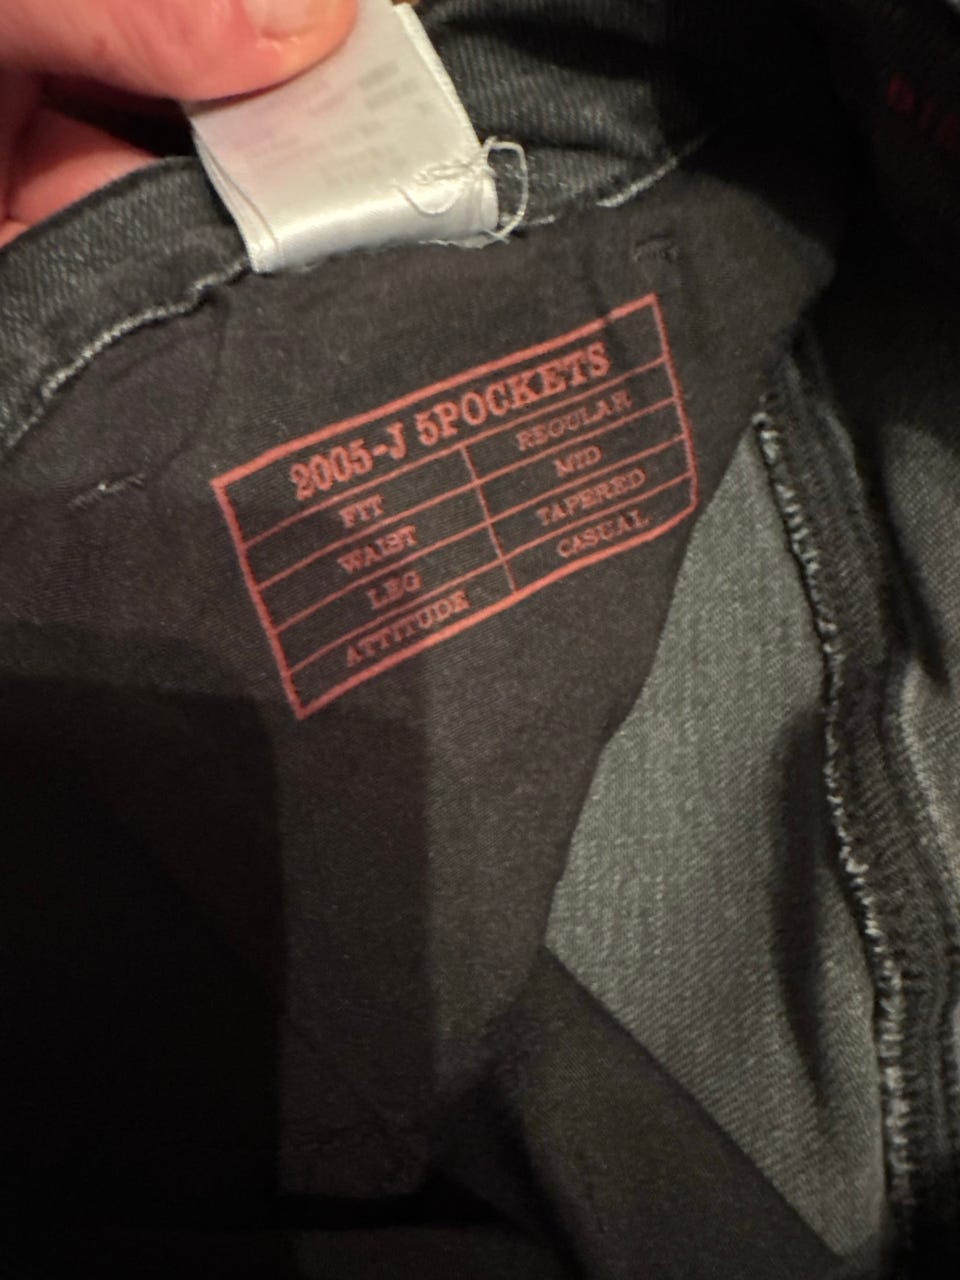 2005-J 5POCKETS
FIT REGULAR
WAIST MID
LEG TAPERED
ATTITUDE CASUAL